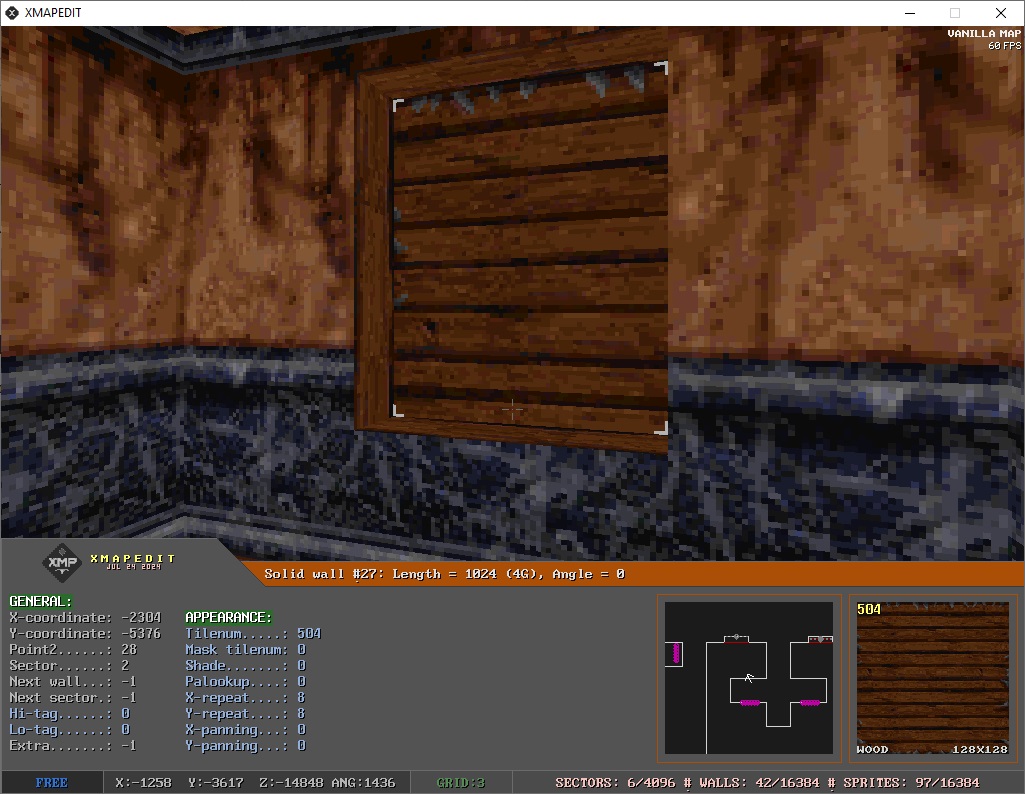 XMAPEDIT
VANILLA MAP
60 FPS
XMP
XMAPEDIT
JUL 24 2024
Solid wall #27: Length = 1024 (4G), Angle = 0
GENERAL:
X-coordinate: -2304
Y-coordinate: -5376
Point2......: 28
Sector......: 2
Next wall...: -1
Next sector.: -1
Hi-tag......: 0
Lo-tag......: 0
Extra.......: -1
APPEARANCE:
Tilenum.....: 504
Mask tilenum: 0
Shade.......: 0
Palookup....: 0
X-repeat....: 8
Y-repeat....: 8
X-panning...: 0
Y-panning...: 0
504
WOOD 128X128
FREE X:-1258 Y:-3617 Z:-14848 ANG:1436 GRID:3 SECTORS: 6/4096 # WALLS: 42/16384 # SPRITES: 97/16384